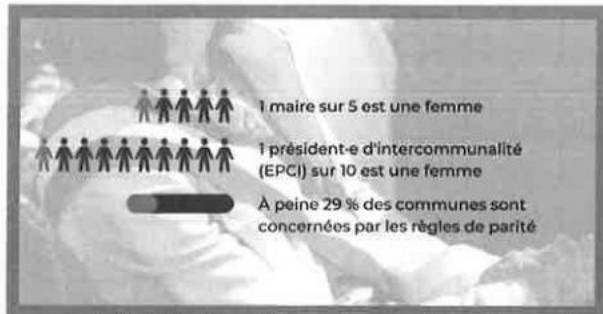 1 maire sur 5 est une femme
1 président·e d'intercommunalité
(EPCI) sur 10 est une femme
À peine 29 % des communes sont
concernées par les règles de parité